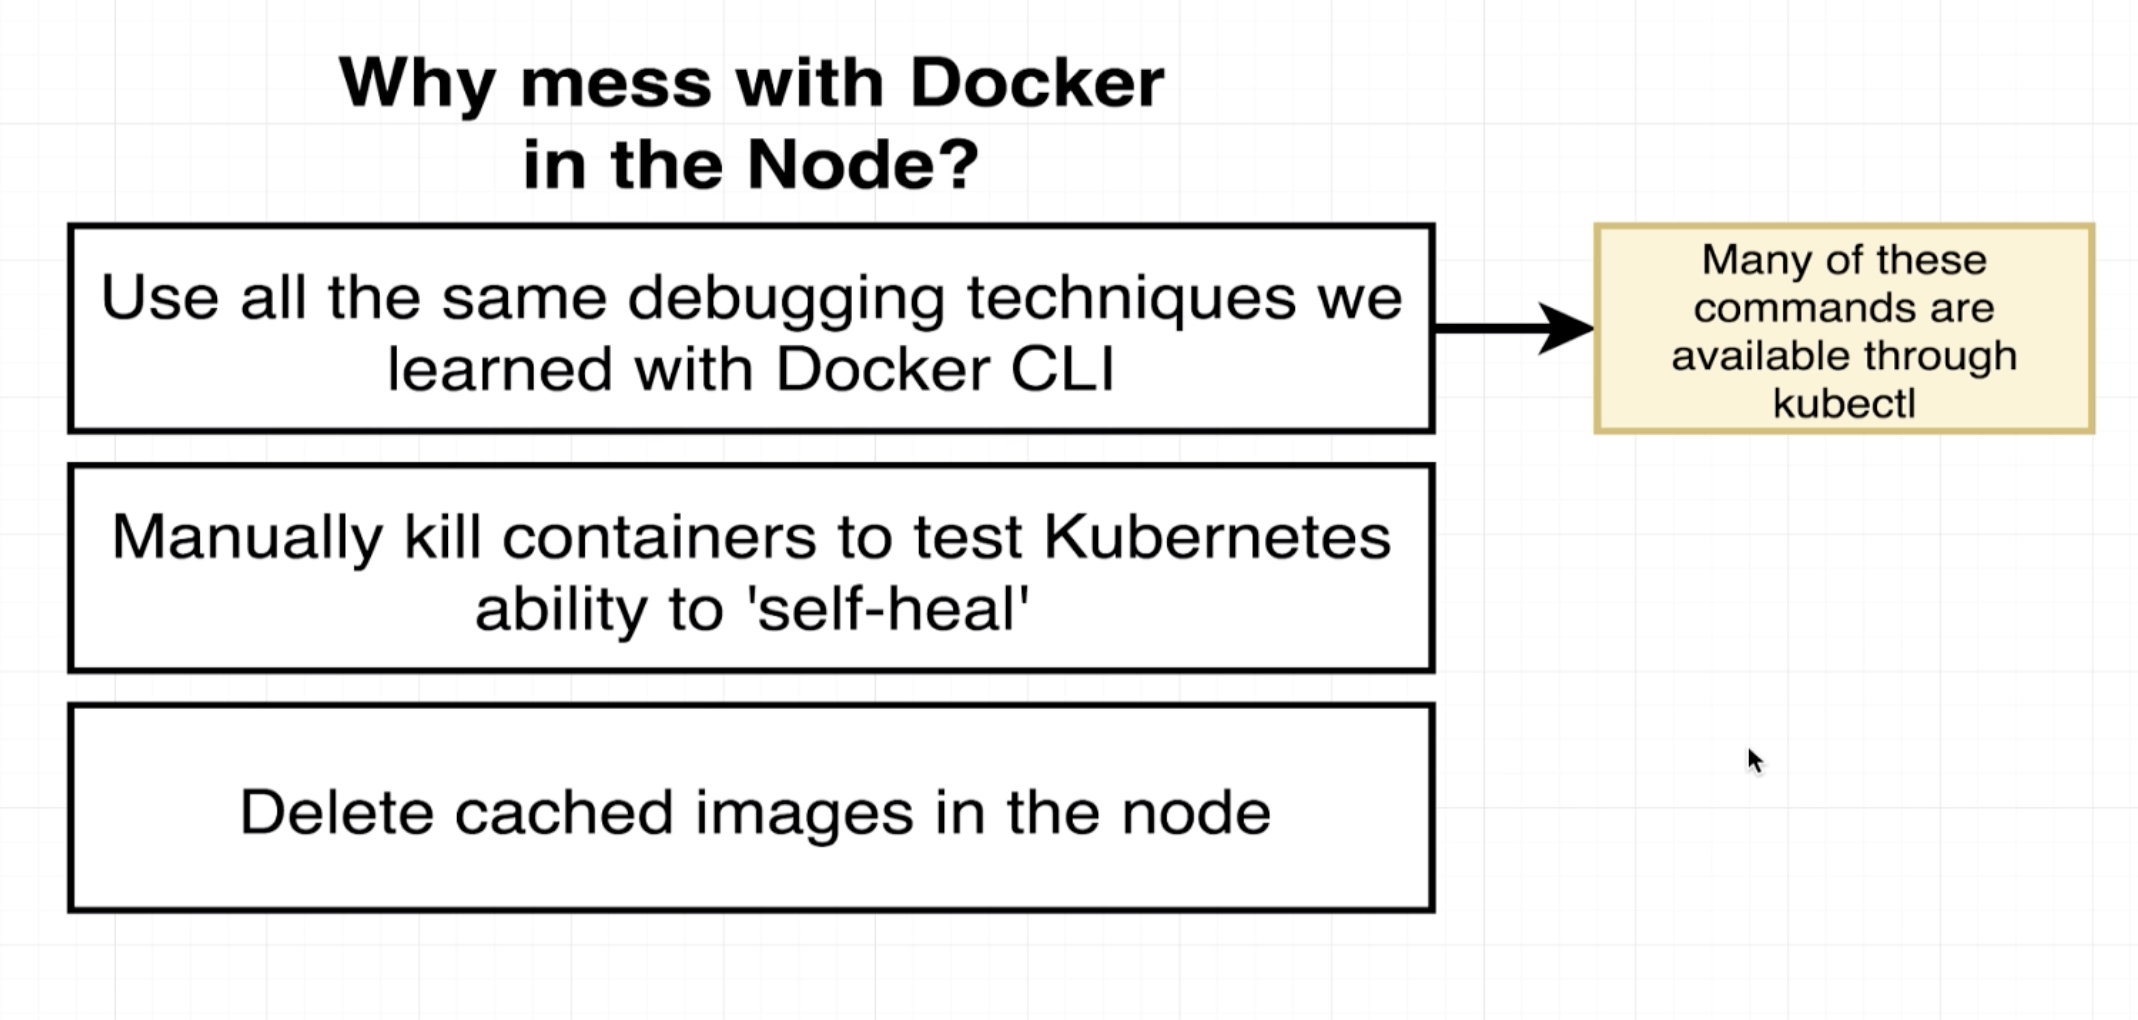 Why mess with Docker
in the Node?
Use all the same debugging techniques we
learned with Docker CLI
Many of these
commands are
available through
kubectl
Manually kill containers to test Kubernetes
ability to 'self-heal'
Delete cached images in the node